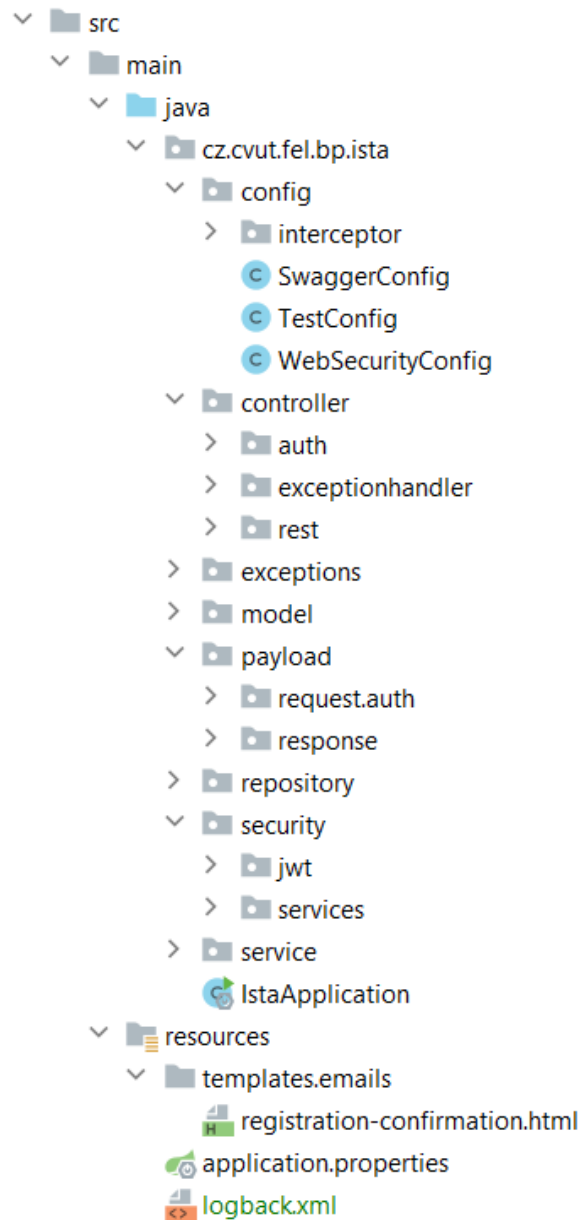 src
main
java
cz.cvut.fel.bp.ista
config
interceptor
SwaggerConfig
TestConfig
WebSecurityConfig
controller
auth
exceptionhandler
rest
exceptions
model
payload
request.auth
response
repository
security
jwt
services
service
IstaApplication
resources
templates.emails
registration-confirmation.html
application.properties
logback.xml